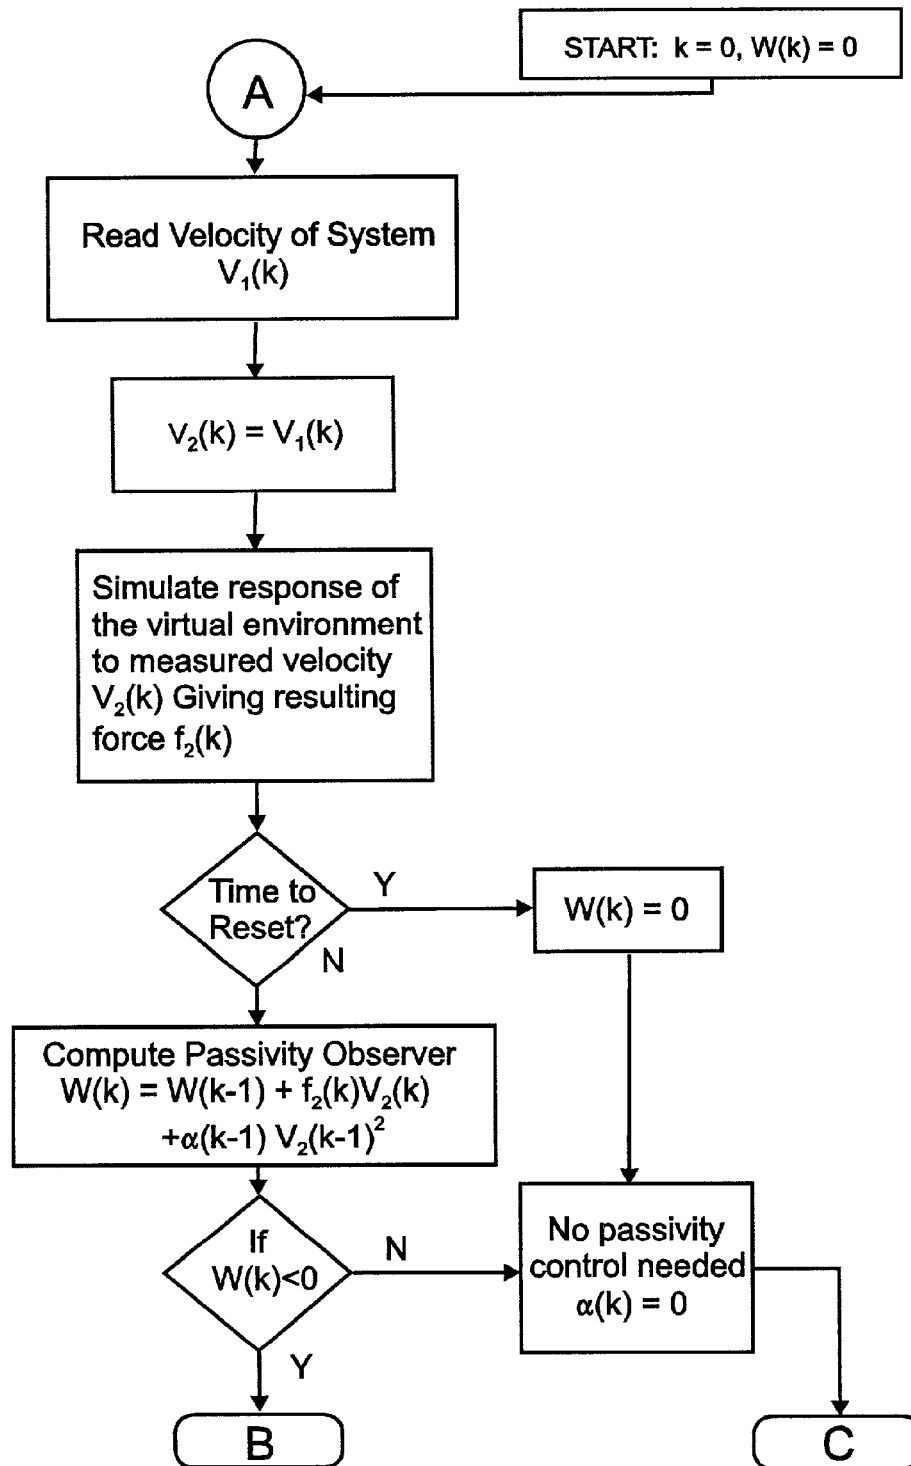 START: k = 0, W(k) = 0
A
Read Velocity of System
V₁(k)
V₂(k) = V₁(k)
Simulate response of
the virtual environment
to measured velocity
V₂(k) Giving resulting
force f₂(k)
Time to
Reset?
Y
N
W(k) = 0
Compute Passivity Observer
W(k) = W(k-1) + f₂(k)V₂(k)
+α(k-1) V₂(k-1)²
If
W(k)<0
N
Y
No passivity
control needed
α(k) = 0
B
C